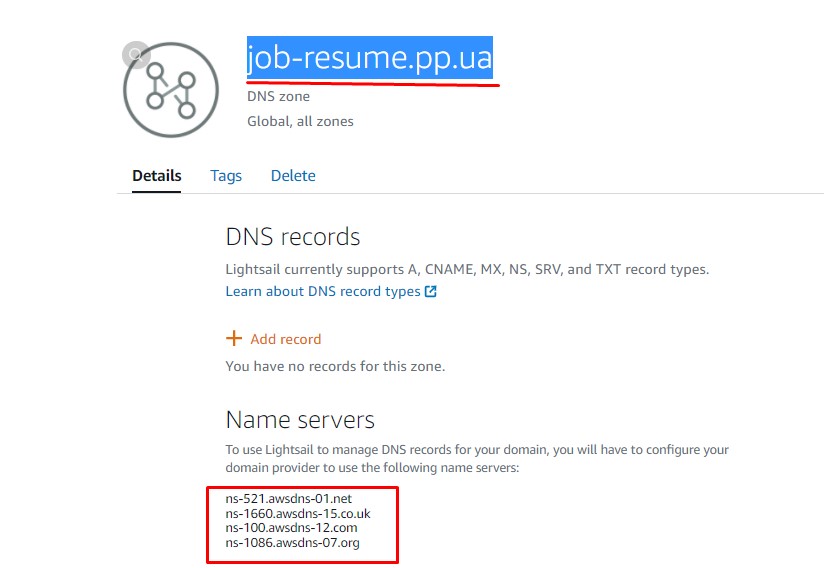 job-resume.pp.ua
DNS zone
Global, all zones
Details Tags Delete
DNS records
Lightsail currently supports A, CNAME, MX, NS, SRV, and TXT record types.
Learn about DNS record types
+ Add record
You have no records for this zone.
Name servers
To use Lightsail to manage DNS records for your domain, you will have to configure your
domain provider to use the following name servers:
ns-521.awsdns-01.net
ns-1660.awsdns-15.co.uk
ns-100.awsdns-12.com
ns-1086.awsdns-07.org